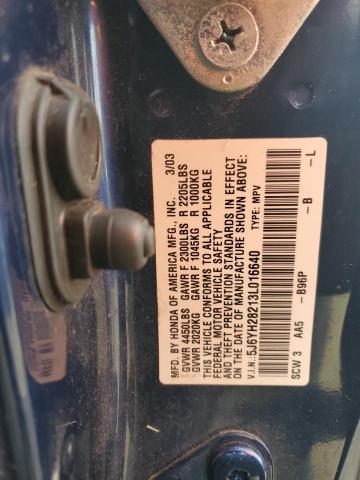 MFD. BY HONDA OF AMERICA MFG., INC. 3/03
GVWR 4450LBS GAWR F 2300LBS R 2205LBS
GVWR 2020KG GAWR F 1045KG R 1000KG
THIS VEHICLE CONFORMS TO ALL APPLICABLE
FEDERAL MOTOR VEHICLE SAFETY
AND THEFT PREVENTION STANDARDS IN EFFECT
ON THE DATE OF MANUFACTURE SHOWN ABOVE:
V.I.N.: 5J6YH28213L016640 TYPE: MPV
SCW 3 AA5 -B96P -B -L